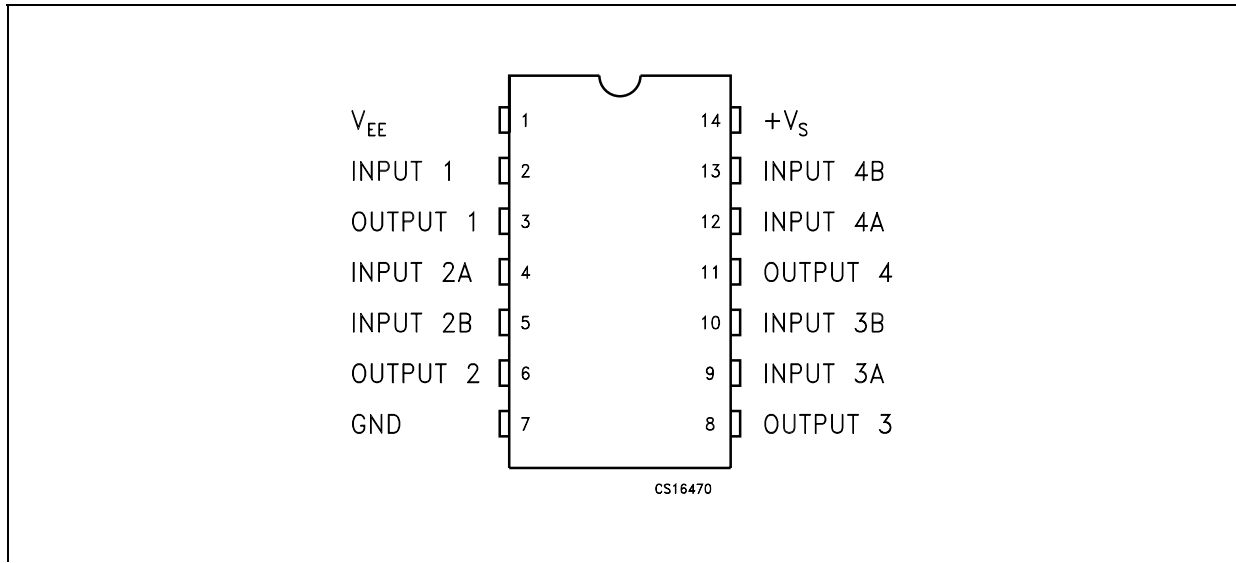 V_EE 1 14 +V_S
INPUT 1 2 13 INPUT 4B
OUTPUT 1 3 12 INPUT 4A
INPUT 2A 4 11 OUTPUT 4
INPUT 2B 5 10 INPUT 3B
OUTPUT 2 6 9 INPUT 3A
GND 7 8 OUTPUT 3
CS16470